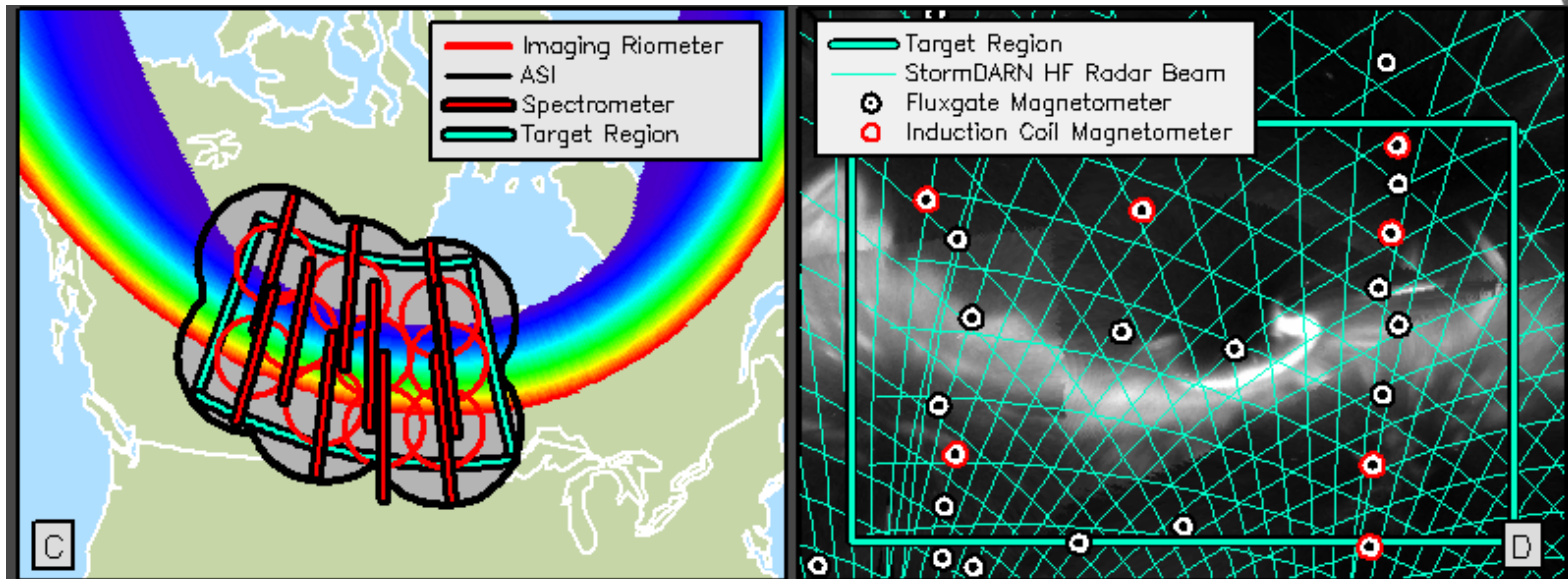 Imaging Riometer
ASI
Spectrometer
Target Region
C
Target Region
StormDARN HF Radar Beam
Fluxgate Magnetometer
Induction Coil Magnetometer
D